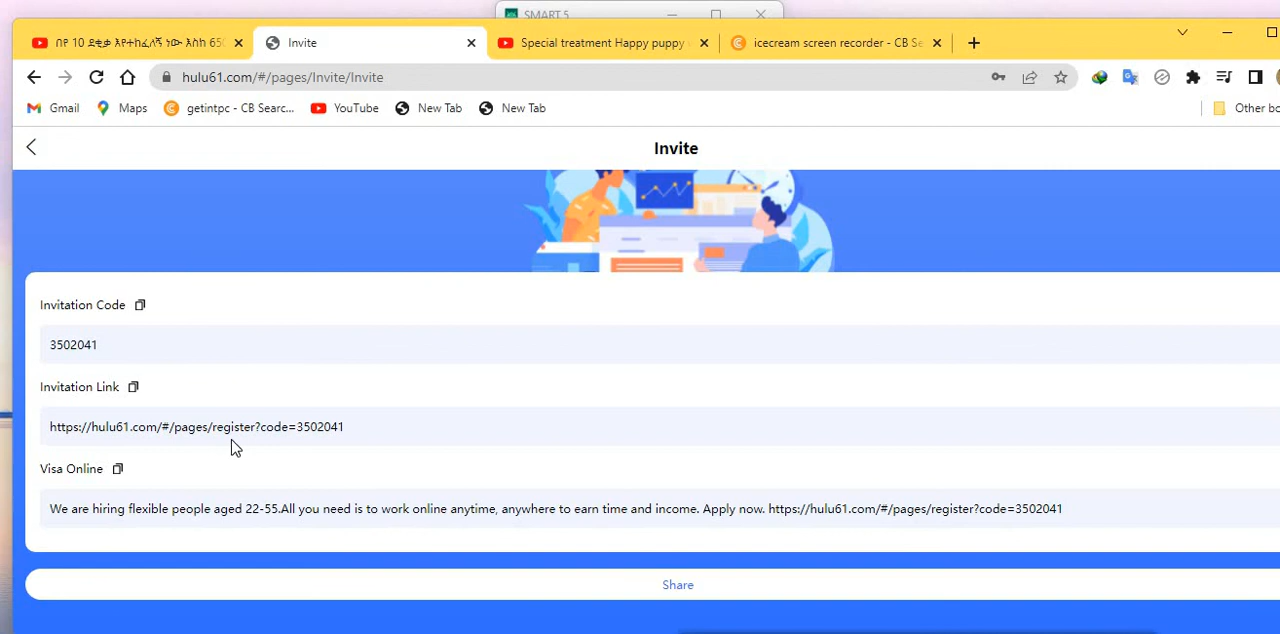 SMART 5
በየ 10 ደቂቃ እየተከፈለኝ ነው እስከ 650
Invite
Special treatment Happy puppy
icecream screen recorder - CB Se
hulu61.com/#/pages/Invite/Invite
Gmail
Maps
getintpc - CB Searc...
YouTube
New Tab
New Tab
Other bo
Invite
Invitation Code
3502041
Invitation Link
https://hulu61.com/#/pages/register?code=3502041
Visa Online
We are hiring flexible people aged 22-55.All you need is to work online anytime, anywhere to earn time and income. Apply now. https://hulu61.com/#/pages/register?code=3502041
Share